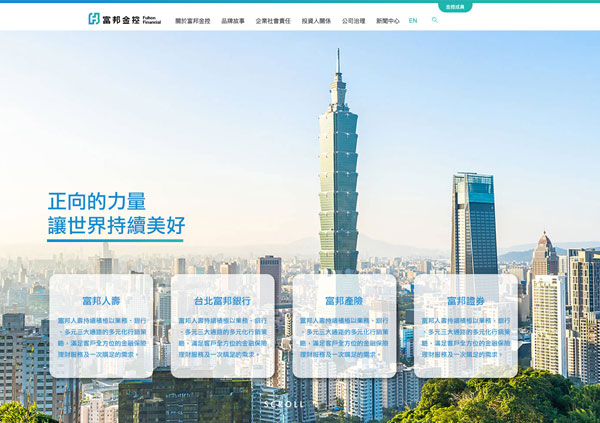 金控成員
富邦金控 Fubon
Financial
關於富邦金控 品牌故事 企業社會責任 投資人關係 公司治理 新聞中心 EN
正向的力量
讓世界持續美好
富邦人壽
富邦人壽持續積極以業務、銀行
、多元三大通路的多元化行銷策
略，滿足客戶全方位的金融保險
理財服務及一次購足的需求。
台北富邦銀行
富邦人壽持續積極以業務、銀行
、多元三大通路的多元化行銷策
略，滿足客戶全方位的金融保險
理財服務及一次購足的需求。
富邦產險
富邦人壽持續積極以業務、銀行
、多元三大通路的多元化行銷策
略，滿足客戶全方位的金融保險
理財服務及一次購足的需求。
富邦證券
富邦人壽持續積極以業務、銀行
、多元三大通路的多元化行銷策
略，滿足客戶全方位的金融保險
理財服務及一次購足的需求。
SCROLL